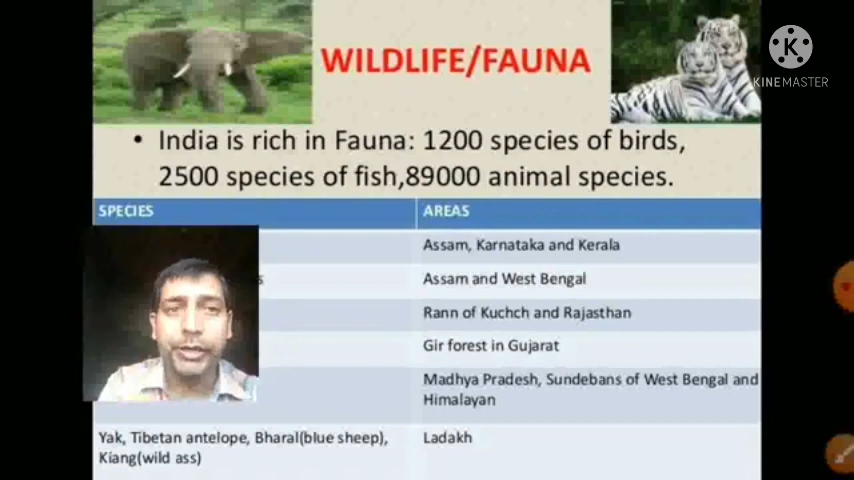 WILDLIFE/FAUNA
KINEMASTER
• India is rich in Fauna: 1200 species of birds,
2500 species of fish,89000 animal species.
SPECIES AREAS
Assam, Karnataka and Kerala
Assam and West Bengal
Rann of Kuchch and Rajasthan
Gir forest in Gujarat
Madhya Pradesh, Sundebans of West Bengal and
Himalayan
Yak, Tibetan antelope, Bharal(blue sheep), Ladakh
Kiang(wild ass)